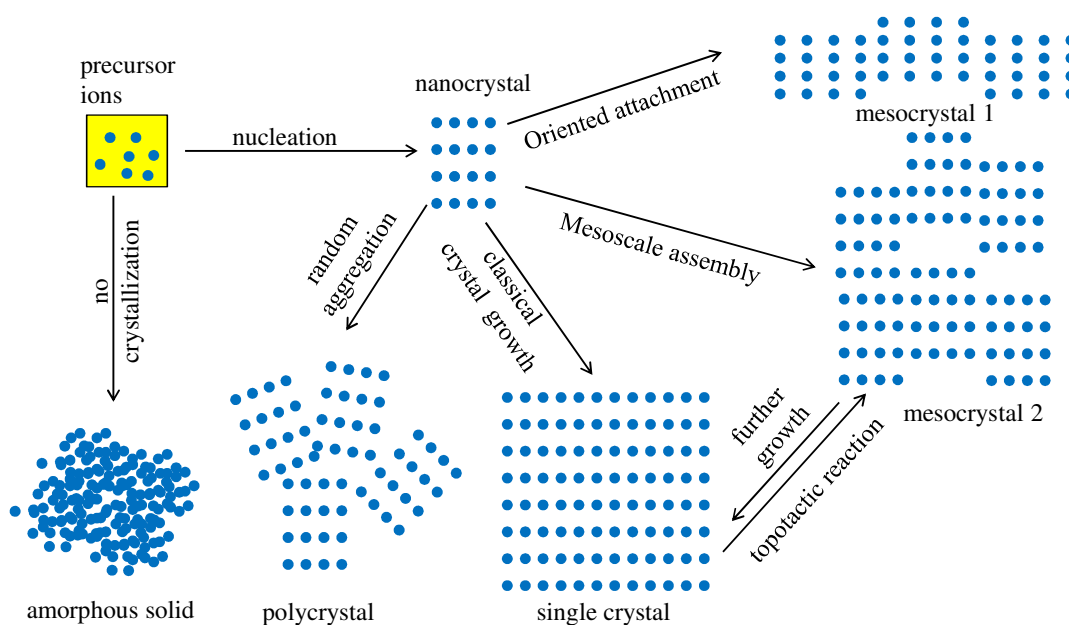 precursor
ions
nucleation
nanocrystal
Oriented attachment
mesocrystal 1
Mesoscale assembly
mesocrystal 2
no
crystallization
random
aggregation
classical
crystal growth
further
growth
topotactic reaction
amorphous solid
polycrystal
single crystal